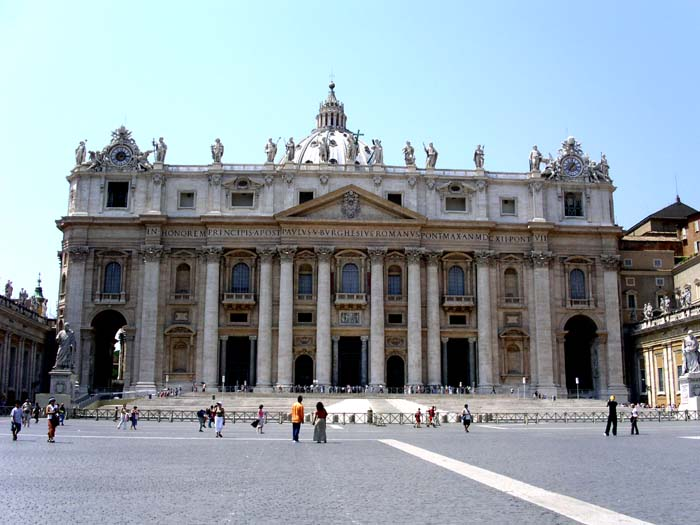 IN HONOREM PRINCIPIS APOST PAVLVS V BVRGHESIVS ROMANVS PONT MAX AN MDCXII PONT VII